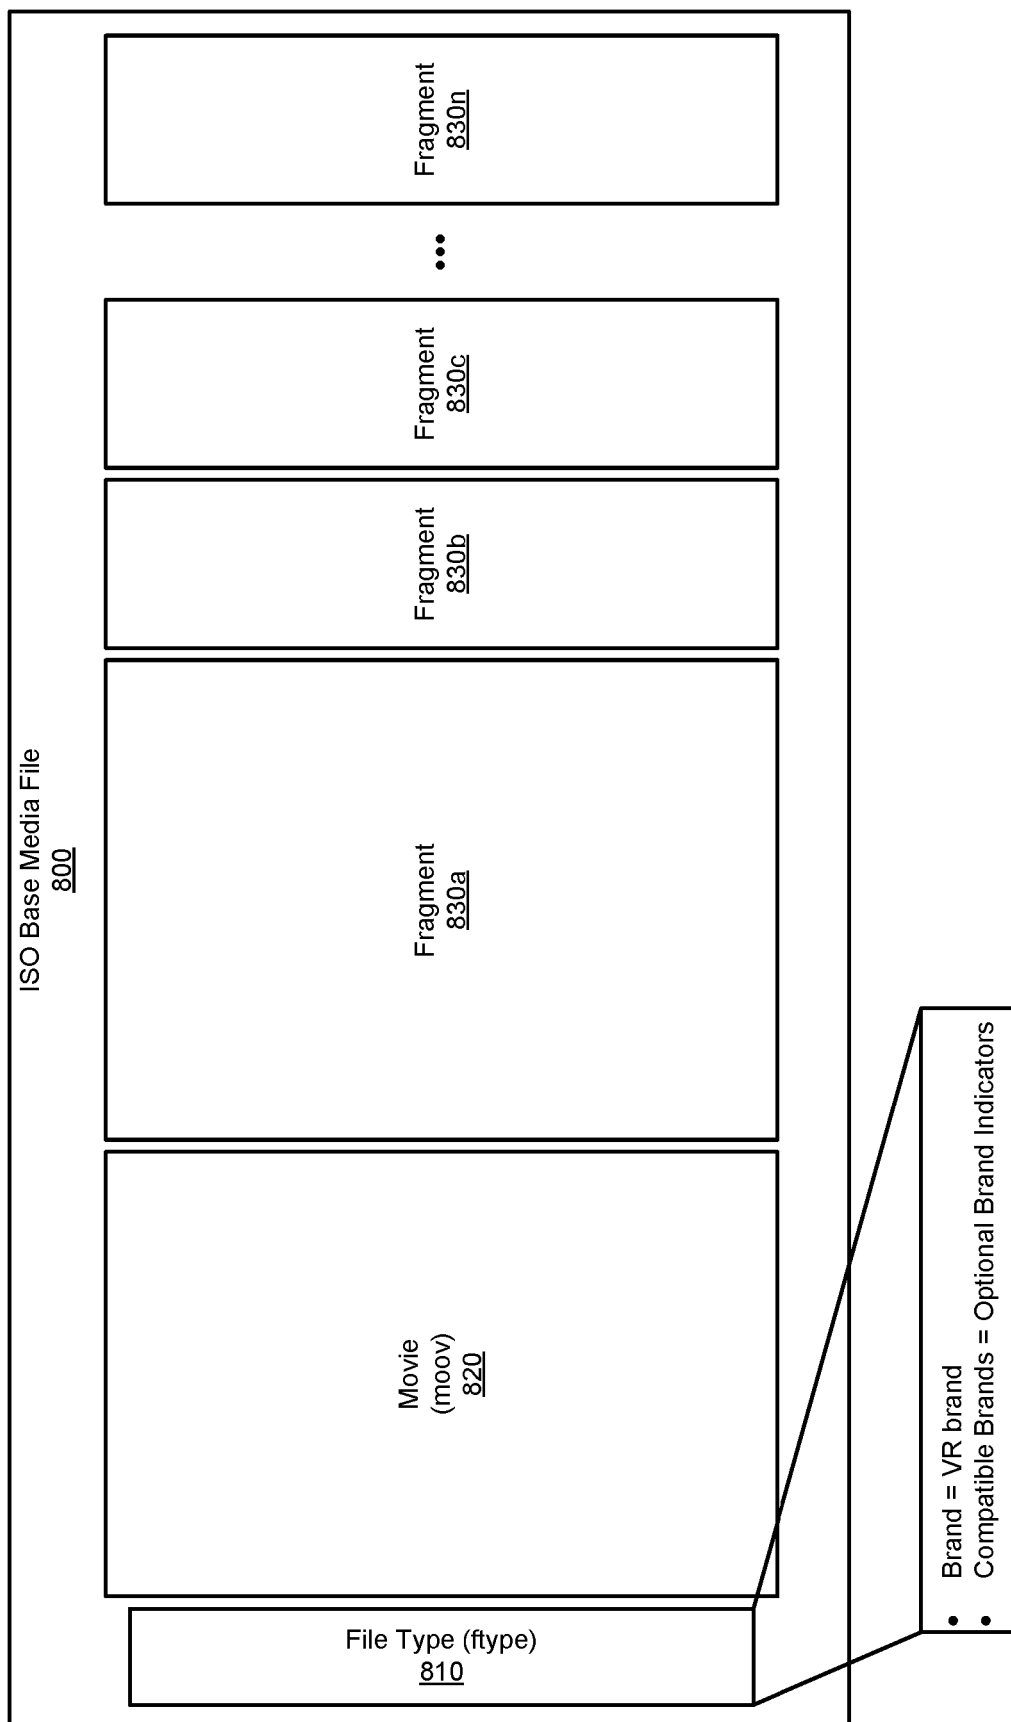 ISO Base Media File
800
File Type (ftype)
810
Movie
(moov)
820
Fragment
830a
Fragment
830b
Fragment
830c
•••
Fragment
830n
• Brand = VR brand
• Compatible Brands = Optional Brand Indicators